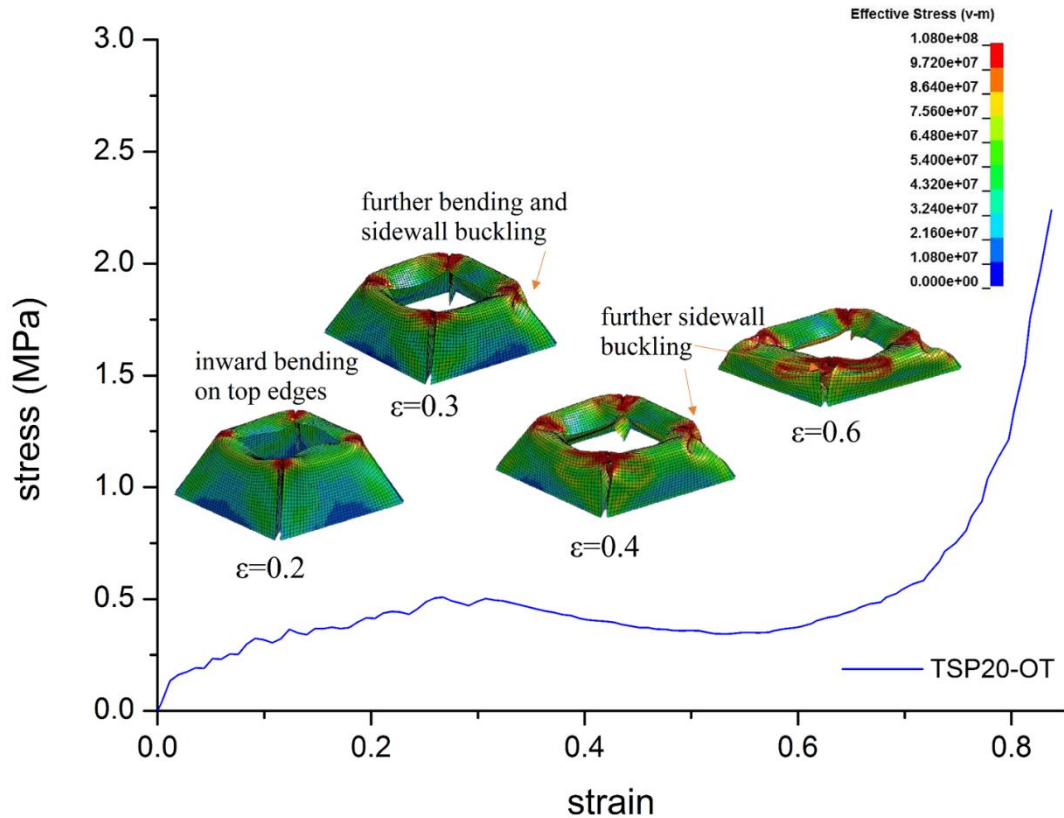 Effective Stress (v-m)
1.080e+08
9.720e+07
8.640e+07
7.560e+07
6.480e+07
5.400e+07
4.320e+07
3.240e+07
2.160e+07
1.080e+07
0.000e+00
3.0
2.5
2.0
1.5
1.0
0.5
0.0
stress (MPa)
further bending and
sidewall buckling
ε=0.3
further sidewall
buckling
ε=0.6
inward bending
on top edges
ε=0.2
ε=0.4
TSP20-OT
0.0
0.2
0.4
0.6
0.8
strain